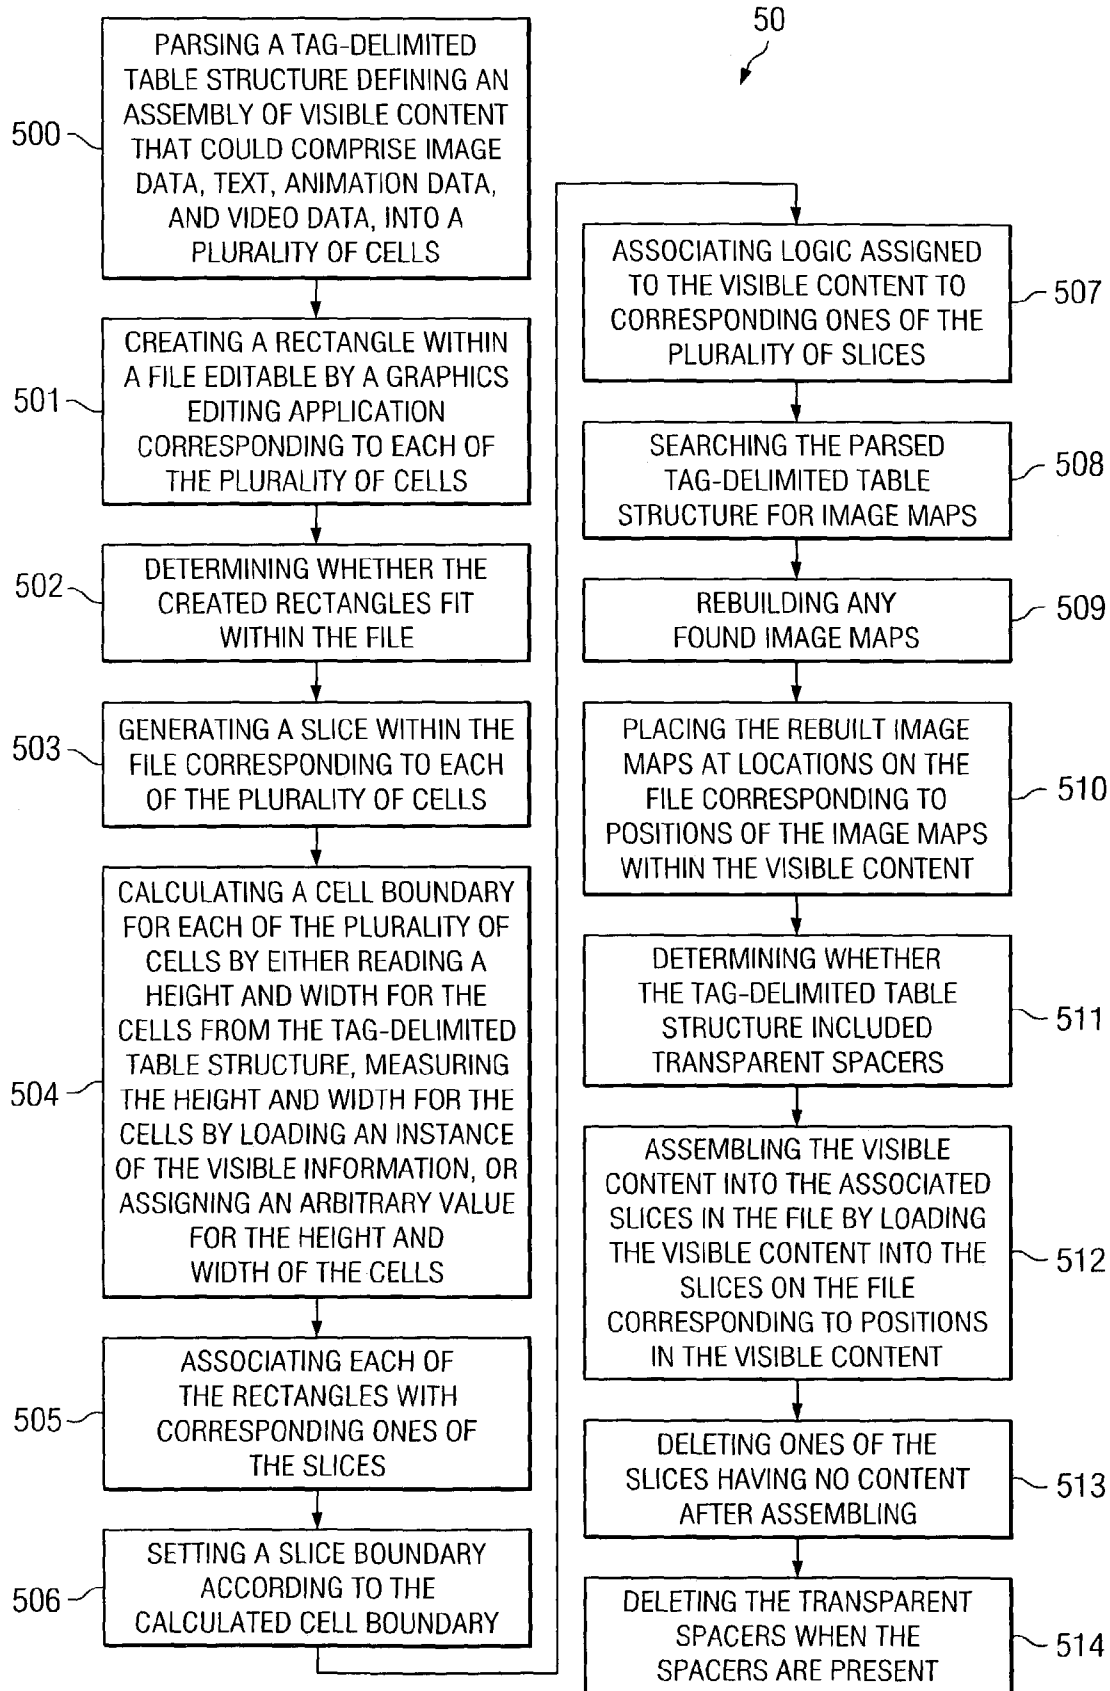 50
500
PARSING A TAG-DELIMITED
TABLE STRUCTURE DEFINING AN
ASSEMBLY OF VISIBLE CONTENT
THAT COULD COMPRISE IMAGE
DATA, TEXT, ANIMATION DATA,
AND VIDEO DATA, INTO A
PLURALITY OF CELLS
501
CREATING A RECTANGLE WITHIN
A FILE EDITABLE BY A GRAPHICS
EDITING APPLICATION
CORRESPONDING TO EACH OF
THE PLURALITY OF CELLS
502
DETERMINING WHETHER THE
CREATED RECTANGLES FIT
WITHIN THE FILE
503
GENERATING A SLICE WITHIN THE
FILE CORRESPONDING TO EACH
OF THE PLURALITY OF CELLS
504
CALCULATING A CELL BOUNDARY
FOR EACH OF THE PLURALITY OF
CELLS BY EITHER READING A
HEIGHT AND WIDTH FOR THE
CELLS FROM THE TAG-DELIMITED
TABLE STRUCTURE, MEASURING
THE HEIGHT AND WIDTH FOR THE
CELLS BY LOADING AN INSTANCE
OF THE VISIBLE INFORMATION, OR
ASSIGNING AN ARBITRARY VALUE
FOR THE HEIGHT AND
WIDTH OF THE CELLS
505
ASSOCIATING EACH OF
THE RECTANGLES WITH
CORRESPONDING ONES OF
THE SLICES
506
SETTING A SLICE BOUNDARY
ACCORDING TO THE
CALCULATED CELL BOUNDARY
ASSOCIATING LOGIC ASSIGNED
TO THE VISIBLE CONTENT TO
CORRESPONDING ONES OF THE
PLURALITY OF SLICES
507
SEARCHING THE PARSED
TAG-DELIMITED TABLE
STRUCTURE FOR IMAGE MAPS
508
REBUILDING ANY
FOUND IMAGE MAPS
509
PLACING THE REBUILT IMAGE
MAPS AT LOCATIONS ON THE
FILE CORRESPONDING TO
POSITIONS OF THE IMAGE MAPS
WITHIN THE VISIBLE CONTENT
510
DETERMINING WHETHER
THE TAG-DELIMITED TABLE
STRUCTURE INCLUDED
TRANSPARENT SPACERS
511
ASSEMBLING THE VISIBLE
CONTENT INTO THE ASSOCIATED
SLICES IN THE FILE BY LOADING
THE VISIBLE CONTENT INTO THE
SLICES ON THE FILE
CORRESPONDING TO POSITIONS
IN THE VISIBLE CONTENT
512
DELETING ONES OF THE
SLICES HAVING NO CONTENT
AFTER ASSEMBLING
513
DELETING THE TRANSPARENT
SPACERS WHEN THE
SPACERS ARE PRESENT
514